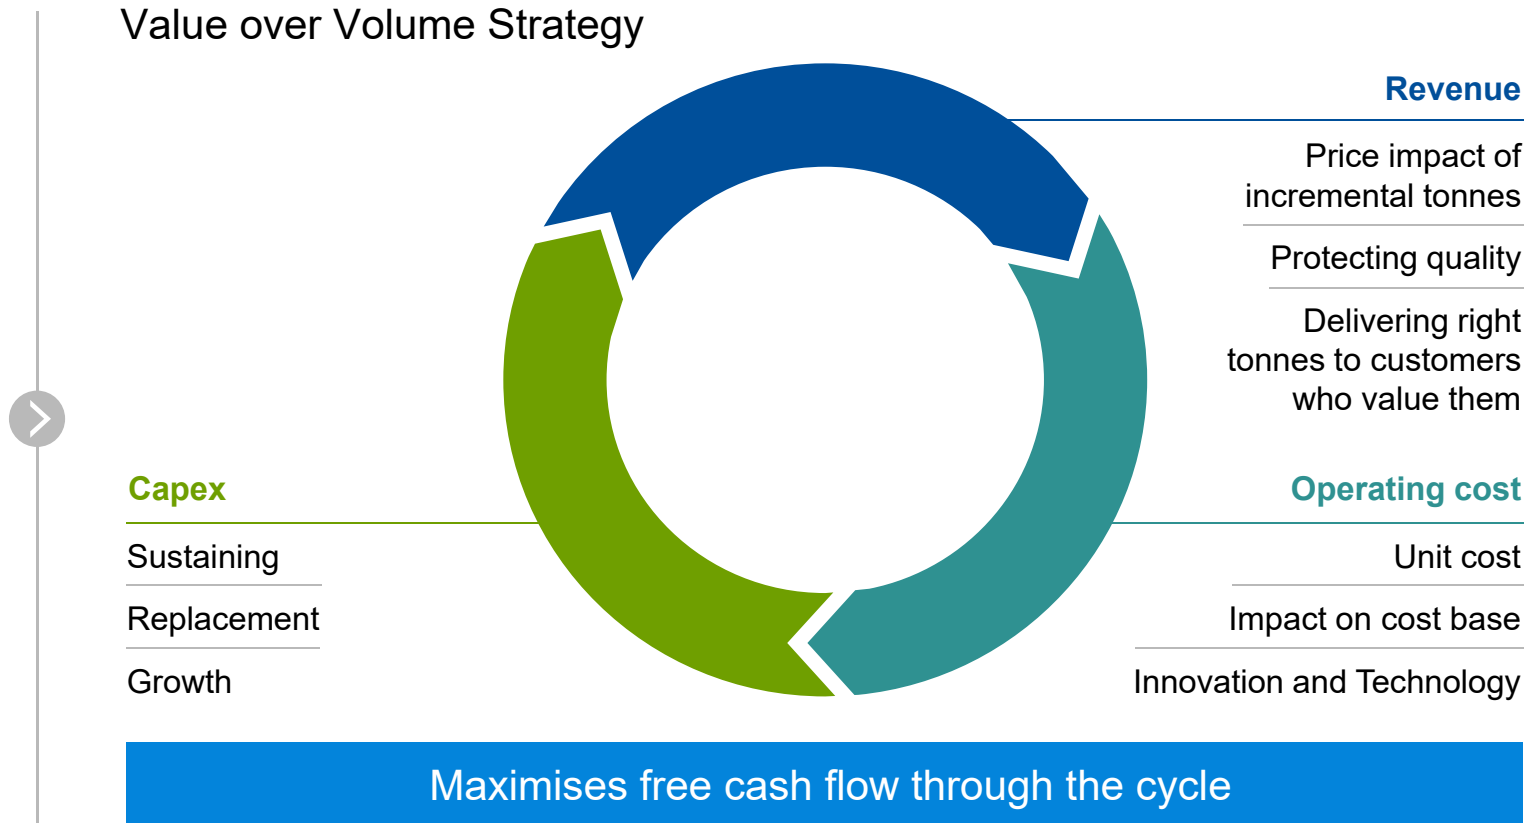 Value over Volume Strategy
Revenue
Price impact of
incremental tonnes
Protecting quality
Delivering right
tonnes to customers
who value them
Capex
Sustaining
Replacement
Growth
Operating cost
Unit cost
Impact on cost base
Innovation and Technology
Maximises free cash flow through the cycle